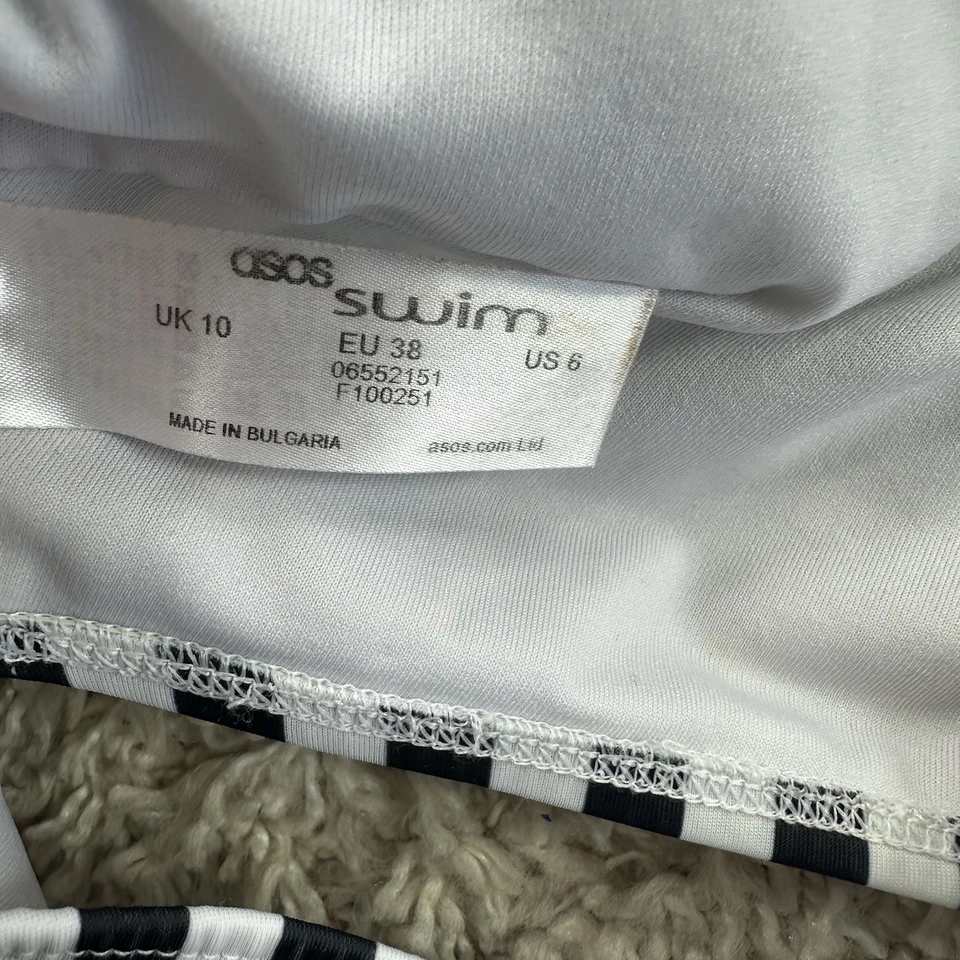 asos
swim
UK 10
EU 38
US 6
06552151
F100251
MADE IN BULGARIA
asos.com Ltd